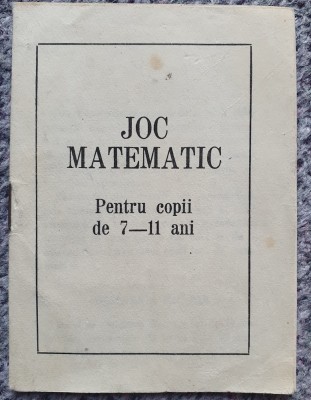 JOC
MATEMATIC
Pentru copii
de 7—11 ani